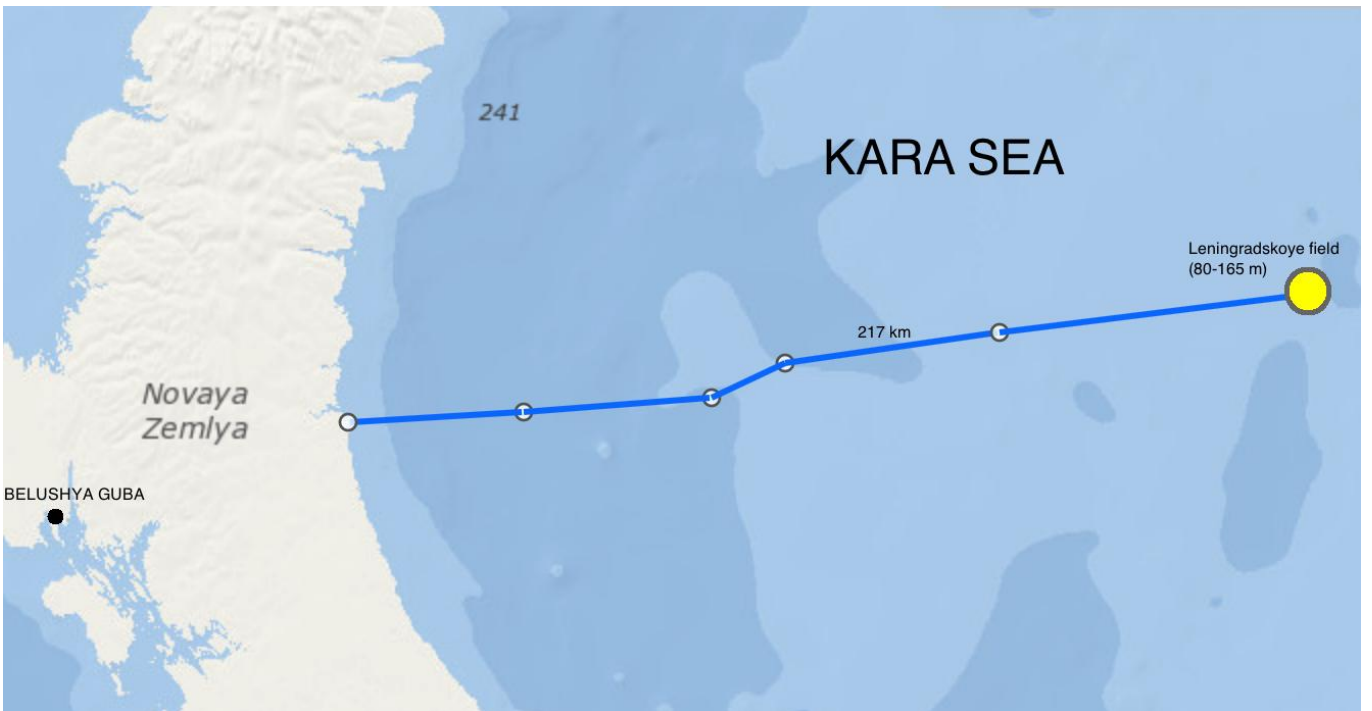 241
KARA SEA
Leningradskoye field
(80-165 m)
217 km
Novaya
Zemlya
BELUSHYA GUBA